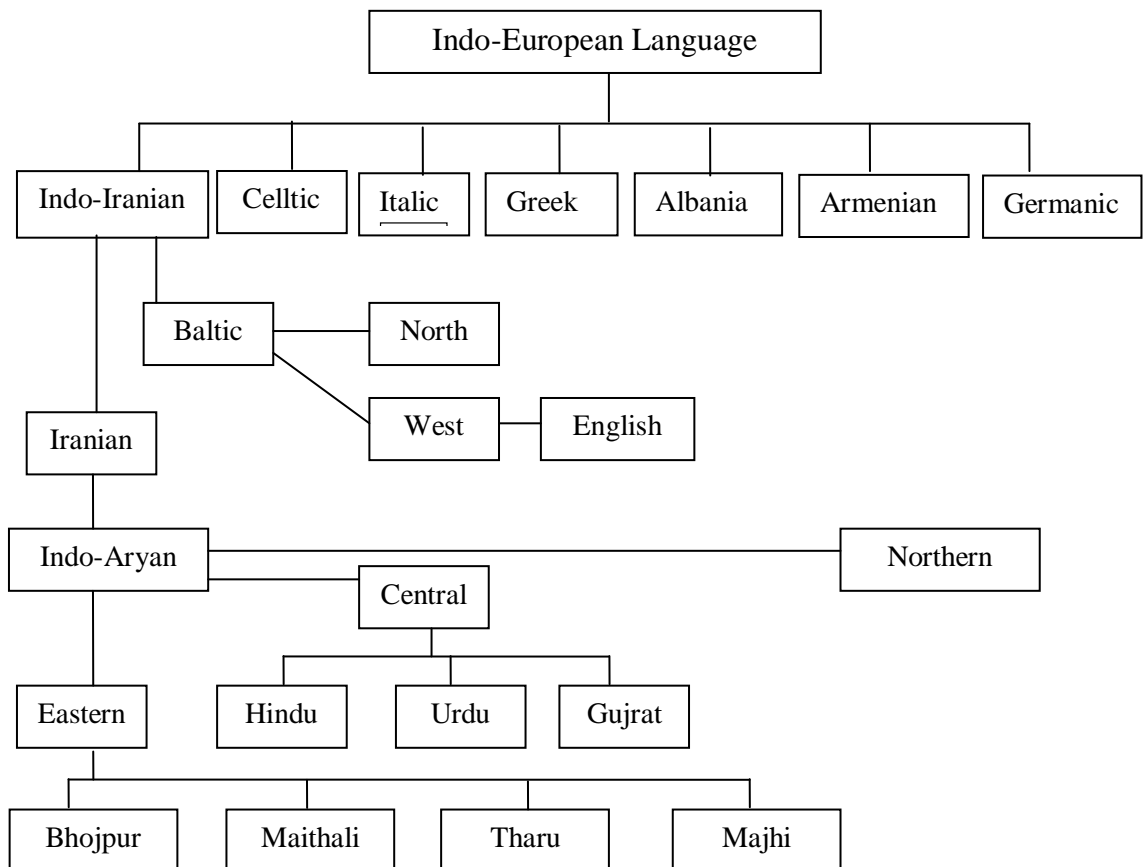 Indo-European Language
Indo-Iranian
Celltic
Italic
Greek
Albania
Armenian
Germanic
Baltic
North
West
English
Iranian
Indo-Aryan
Northern
Central
Eastern
Hindu
Urdu
Gujrat
Bhojpur
Maithali
Tharu
Majhi